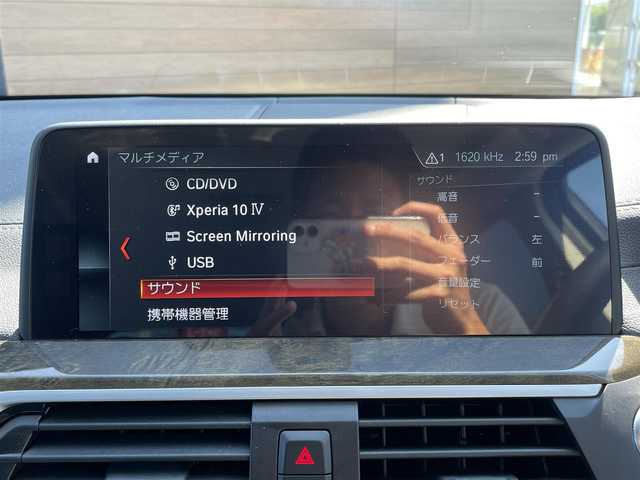 マルチメディア
1 1620 kHz 2:59 pm
CD/DVD
Xperia 10 Ⅳ
Screen Mirroring
USB
サウンド
携帯機器管理
サウンド
高音 -
低音 -
バランス 左
フェーダー 前
音量設定
リセット